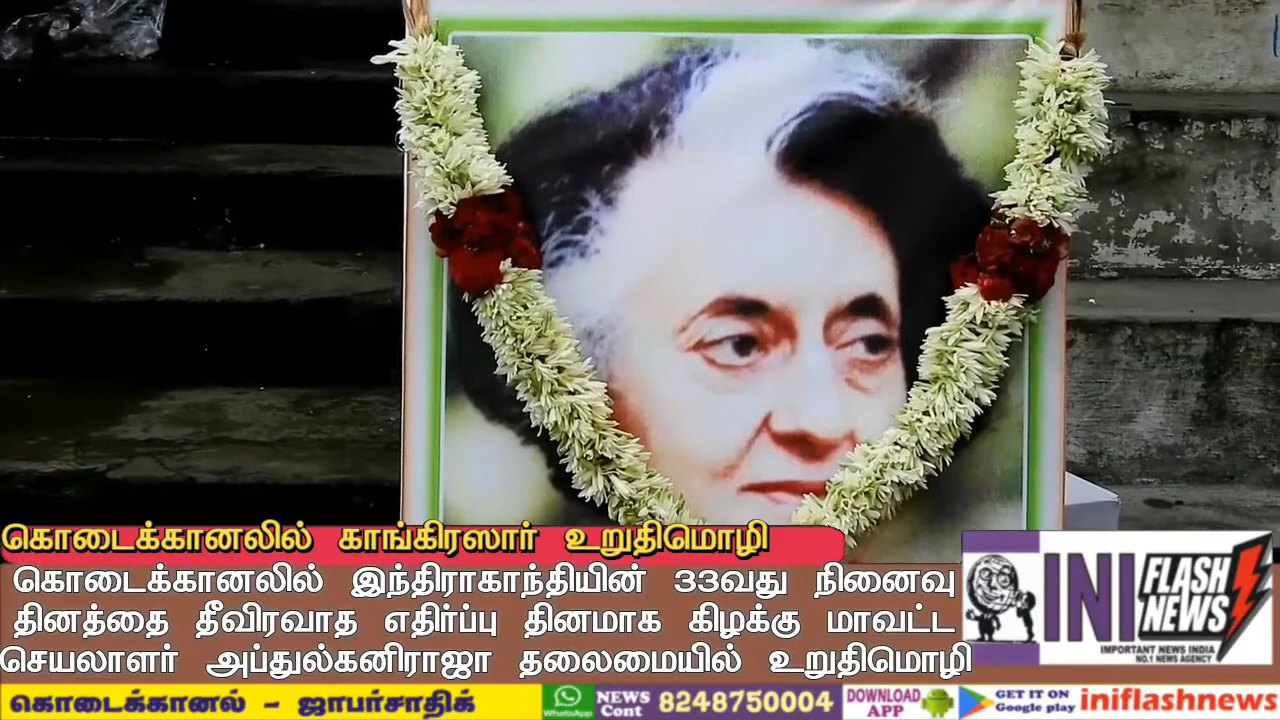 கொடைக்கானலில் காங்கிரஸார் உறுதிமொழி
கொடைக்கானலில் இந்திராகாந்தியின் 33வது நினைவு
தினத்தை தீவிரவாத எதிர்ப்பு தினமாக கிழக்கு மாவட்ட
செயலாளர் அப்துல்கனிராஜா தலைமையில் உறுதிமொழி
INI FLASH NEWS
IMPORTANT NEWS INDIA
NO.1 NEWS AGENCY
கொடைக்கானல் - ஜாபர்சாதிக் WhatsApp NEWS Cont 8248750004 DOWNLOAD APP GET IT ON Google play iniflashnews